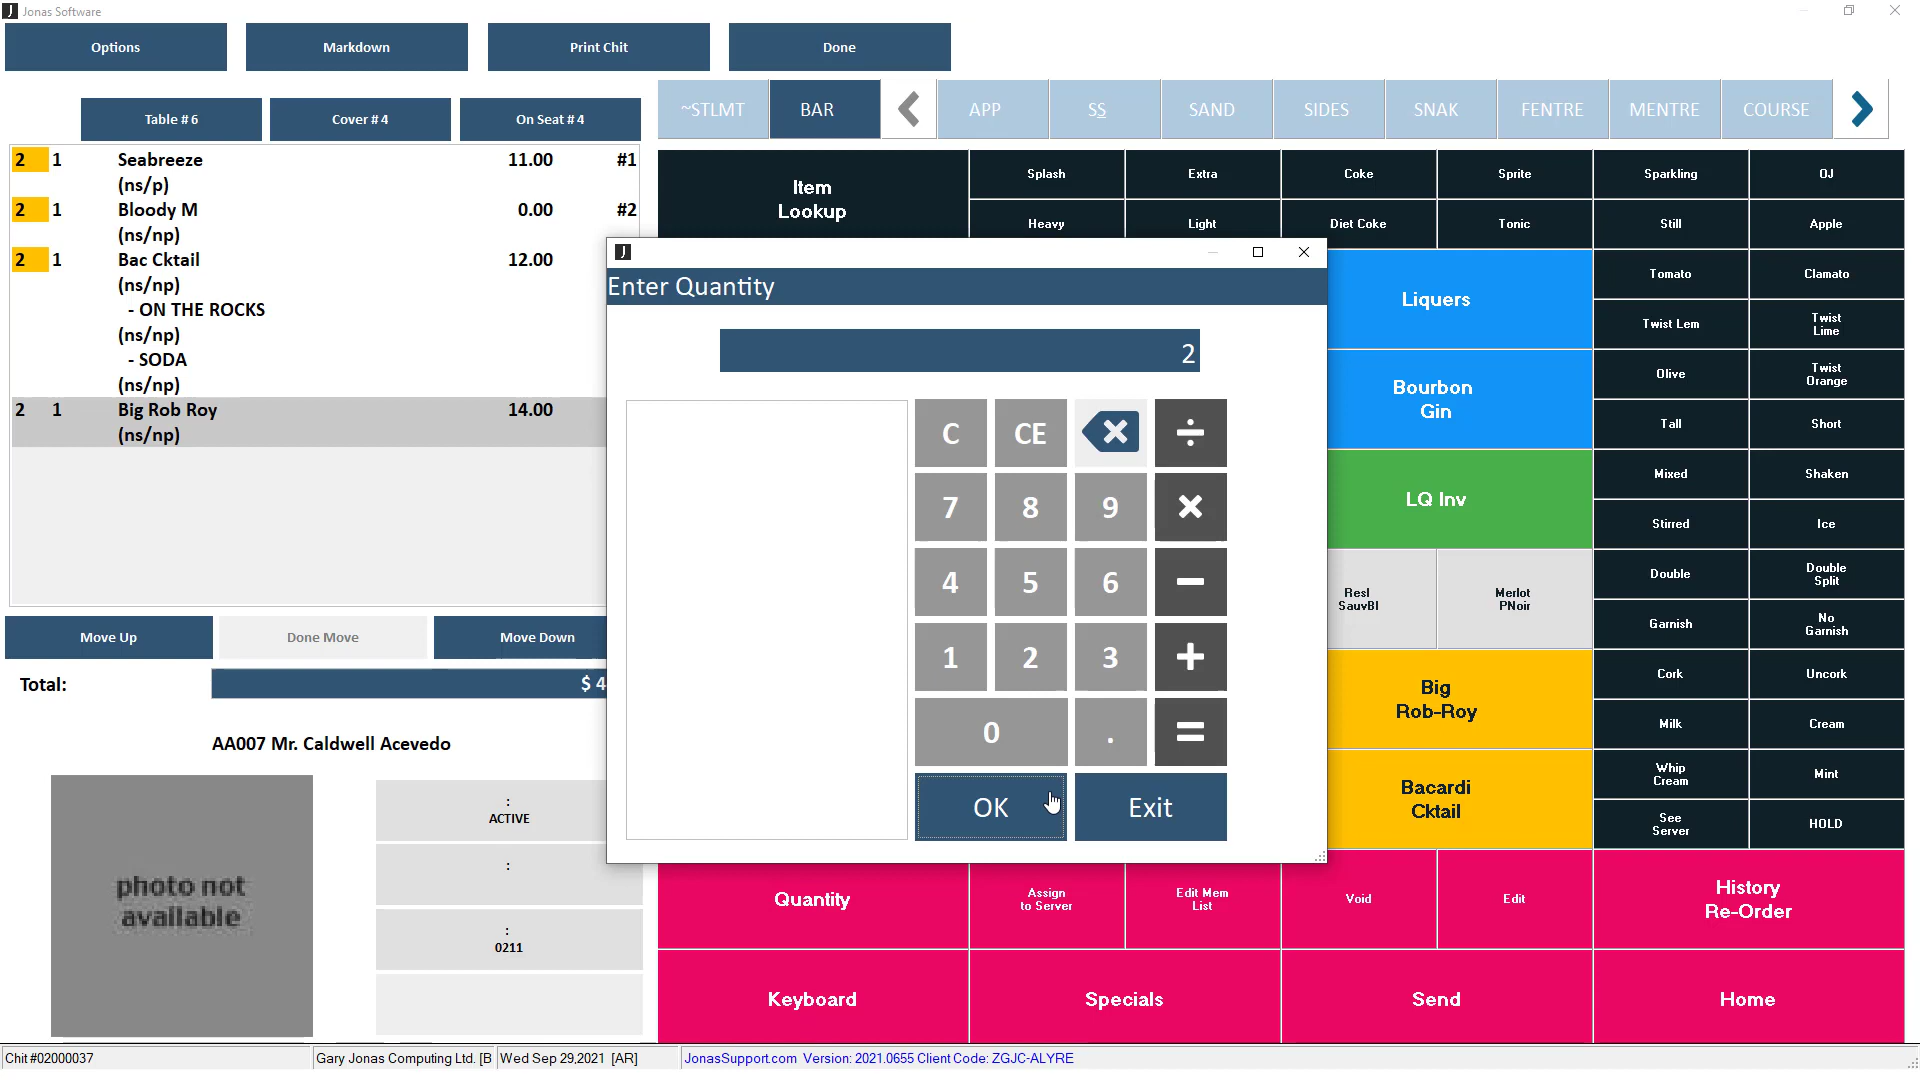 Jonas Software
Options
Markdown
Print Chit
Done
Table # 6
Cover # 4
On Seat # 4
~STLMT
BAR
APP
SS
SAND
SIDES
SNAK
FENTRE
MENTRE
COURSE
2 1 Seabreeze 11.00 #1
(ns/p)
2 1 Bloody M 0.00 #2
(ns/np)
2 1 Bac Cktail 12.00
(ns/np)
- ON THE ROCKS
(ns/np)
- SODA
(ns/np)
2 1 Big Rob Roy 14.00
(ns/np)
Move Up
Done Move
Move Down
Total:
$ 4
AA007 Mr. Caldwell Acevedo
photo not
available
:
ACTIVE
:
:
0211
Item
Lookup
Splash
Extra
Coke
Sprite
Sparkling
OJ
Heavy
Light
Diet Coke
Tonic
Still
Apple
Enter Quantity
2
C
CE
÷
7
8
9
×
4
5
6
−
1
2
3
+
0
.
=
OK
Exit
Liquers
Tomato
Clamato
Twist Lem
Twist
Lime
Bourbon
Gin
Olive
Twist
Orange
Tall
Short
LQ Inv
Mixed
Shaken
Stirred
Ice
Resl
SauvBl
Merlot
PNoir
Double
Double
Split
Garnish
No
Garnish
Big
Rob-Roy
Cork
Uncork
Milk
Cream
Bacardi
Cktail
Whip
Cream
Mint
See
Server
HOLD
Quantity
Assign
to Server
Edit Mem
List
Void
Edit
History
Re-Order
Keyboard
Specials
Send
Home
Chit #02000037
Gary Jonas Computing Ltd. [B
Wed Sep 29,2021 [AR]
JonasSupport.com Version: 2021.0655 Client Code: ZGJC-ALYRE